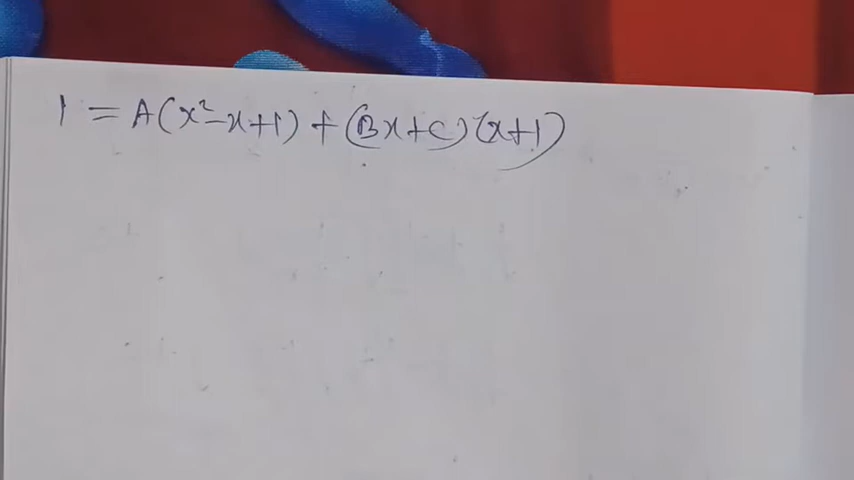 1 = A(x²-x+1) + (Bx+C)(x+1)